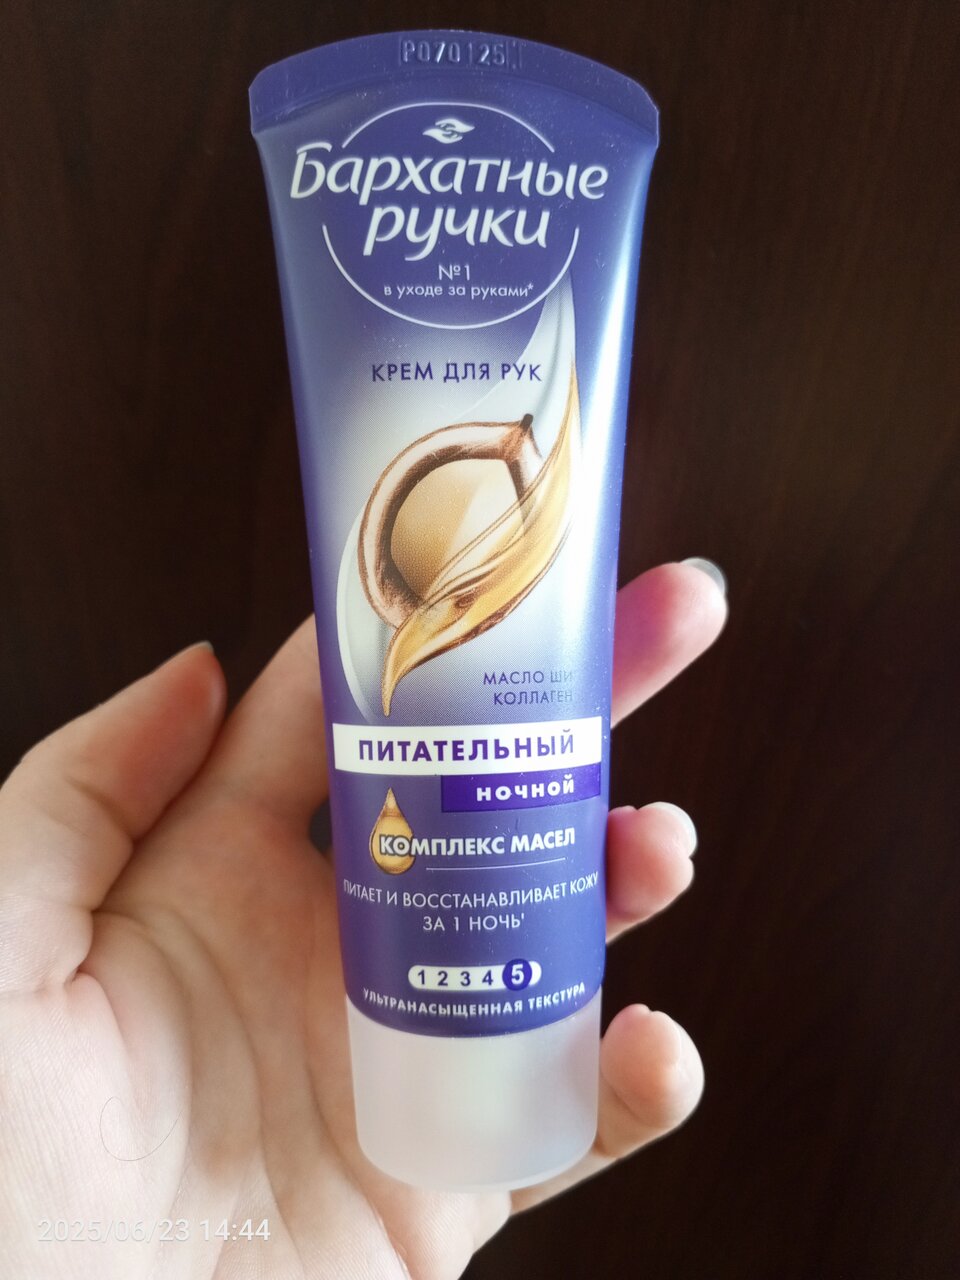 P070125
Бархатные
ручки
№1
в уходе за руками*
КРЕМ ДЛЯ РУК
МАСЛО ШИ
КОЛЛАГЕН
ПИТАТЕЛЬНЫЙ
ночной
КОМПЛЕКС МАСЕЛ
ПИТАЕТ И ВОССТАНАВЛИВАЕТ КОЖУ
ЗА 1 НОЧЬ¹
1 2 3 4 5
УЛЬТРАНАСЫЩЕННАЯ ТЕКСТУРА
2025/06/23 14:44